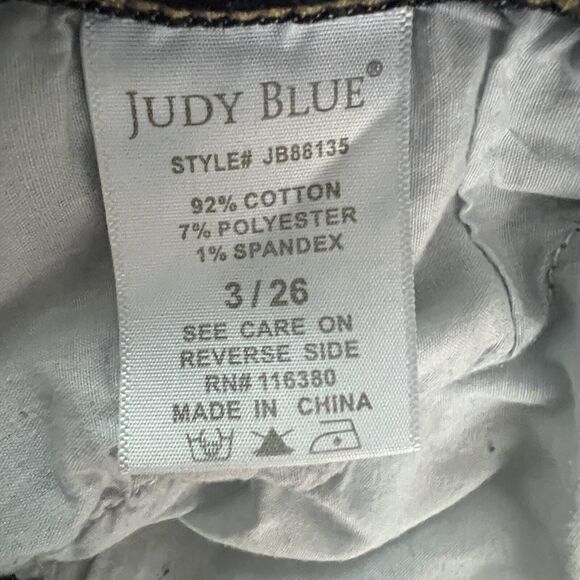 JUDY BLUE®
STYLE# JB88135
92% COTTON
7% POLYESTER
1% SPANDEX
3 / 26
SEE CARE ON
REVERSE SIDE
RN# 116380
MADE IN CHINA